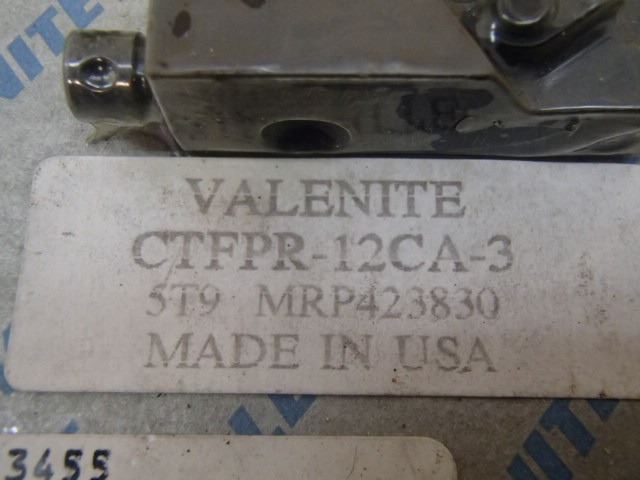 VALENITE
CTFPR-12CA-3
5T9 MRP423830
MADE IN USA
3455